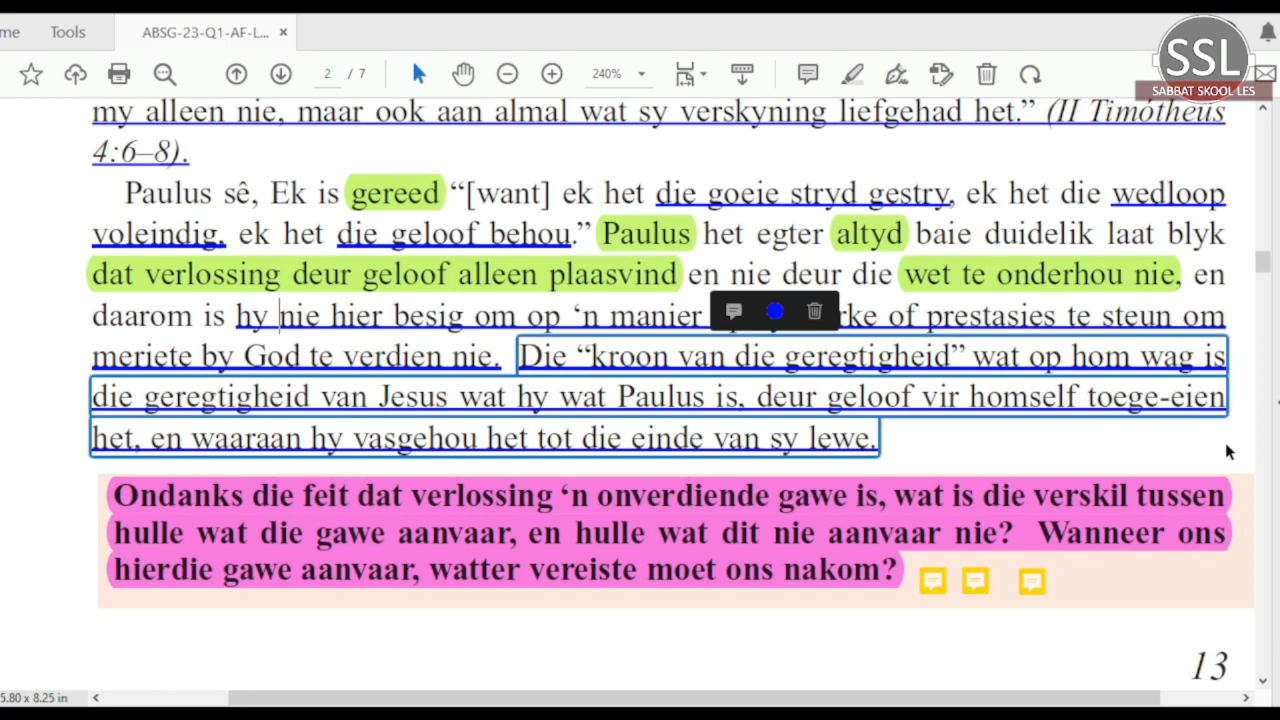 me Tools ABSG-23-Q1-AF-L... ×
SSL
SABBAT SKOOL LES
2 / 7 240%
my alleen nie, maar ook aan almal wat sy verskyning liefgehad het.” (II Timótheus
4:6–8).
Paulus sê, Ek is gereed “[want] ek het die goeie stryd gestry, ek het die wedloop
voleindig, ek het die geloof behou.” Paulus het egter altyd baie duidelik laat blyk
dat verlossing deur geloof alleen plaasvind en nie deur die wet te onderhou nie, en
daarom is hy nie hier besig om op ‘n manier rke of prestasies te steun om
meriete by God te verdien nie. Die “kroon van die geregtigheid” wat op hom wag is
die geregtigheid van Jesus wat hy wat Paulus is, deur geloof vir homself toege-eien
het, en waaraan hy vasgehou het tot die einde van sy lewe.
Ondanks die feit dat verlossing ‘n onverdiende gawe is, wat is die verskil tussen
hulle wat die gawe aanvaar, en hulle wat dit nie aanvaar nie? Wanneer ons
hierdie gawe aanvaar, watter vereiste moet ons nakom?
13
5.80 x 8.25 in